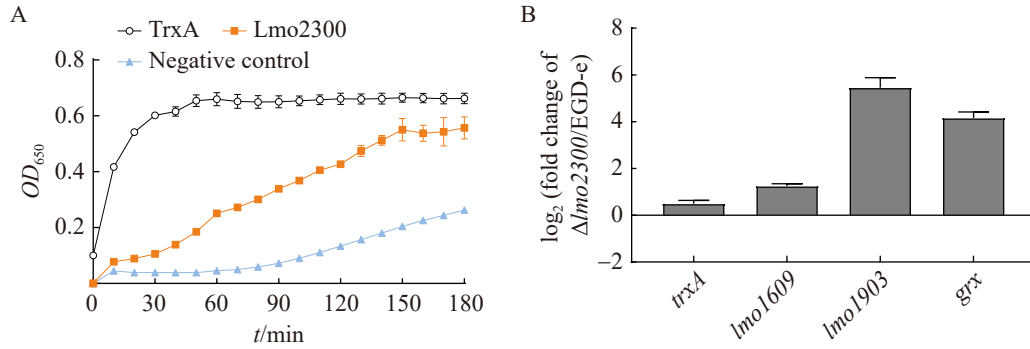 A
TrxA
Lmo2300
Negative control
0.8
0.6
0.4
0.2
OD650
0
30
60
90
120
150
180
t/min
B
log2 (fold change of
Δlmo2300/EGD-e)
8
6
4
2
0
−2
trxA
lmo1609
lmo1903
grx